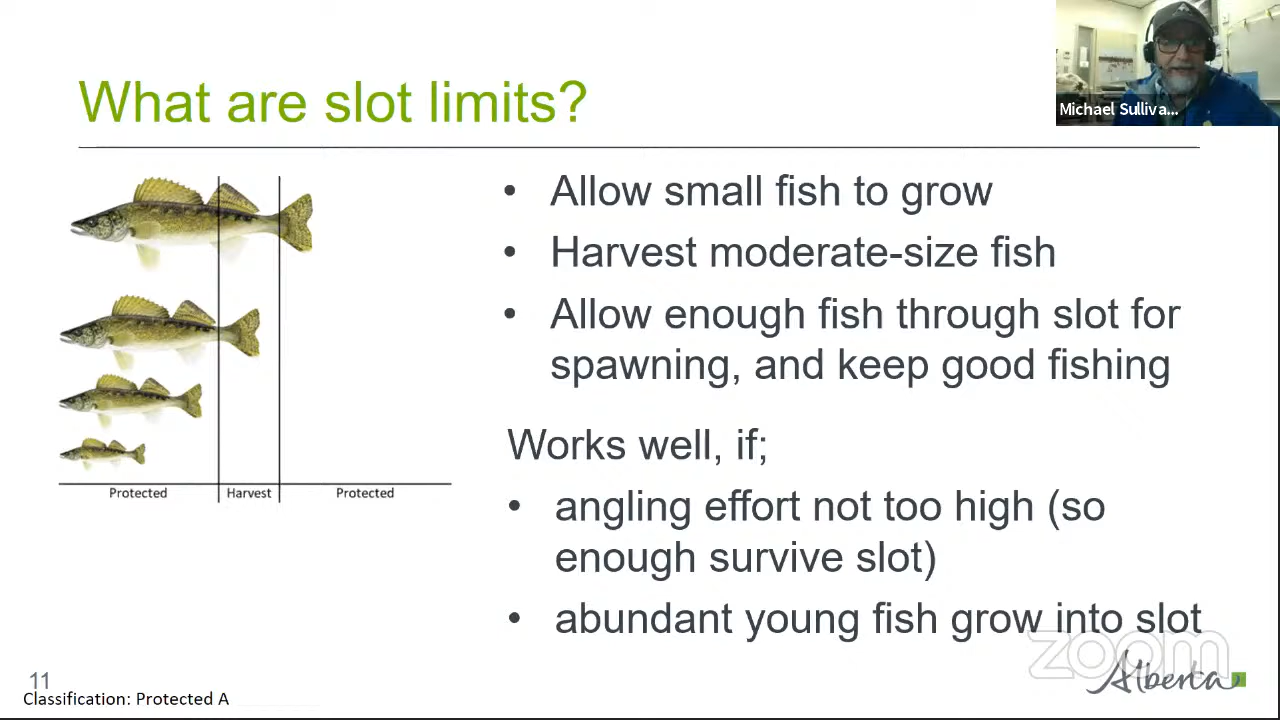 Michael Sulliva...
What are slot limits?
• Allow small fish to grow
• Harvest moderate-size fish
• Allow enough fish through slot for
spawning, and keep good fishing
Works well, if;
• angling effort not too high (so
enough survive slot)
• abundant young fish grow into slot
Protected Harvest Protected
zoom
Alberta
11
Classification: Protected A